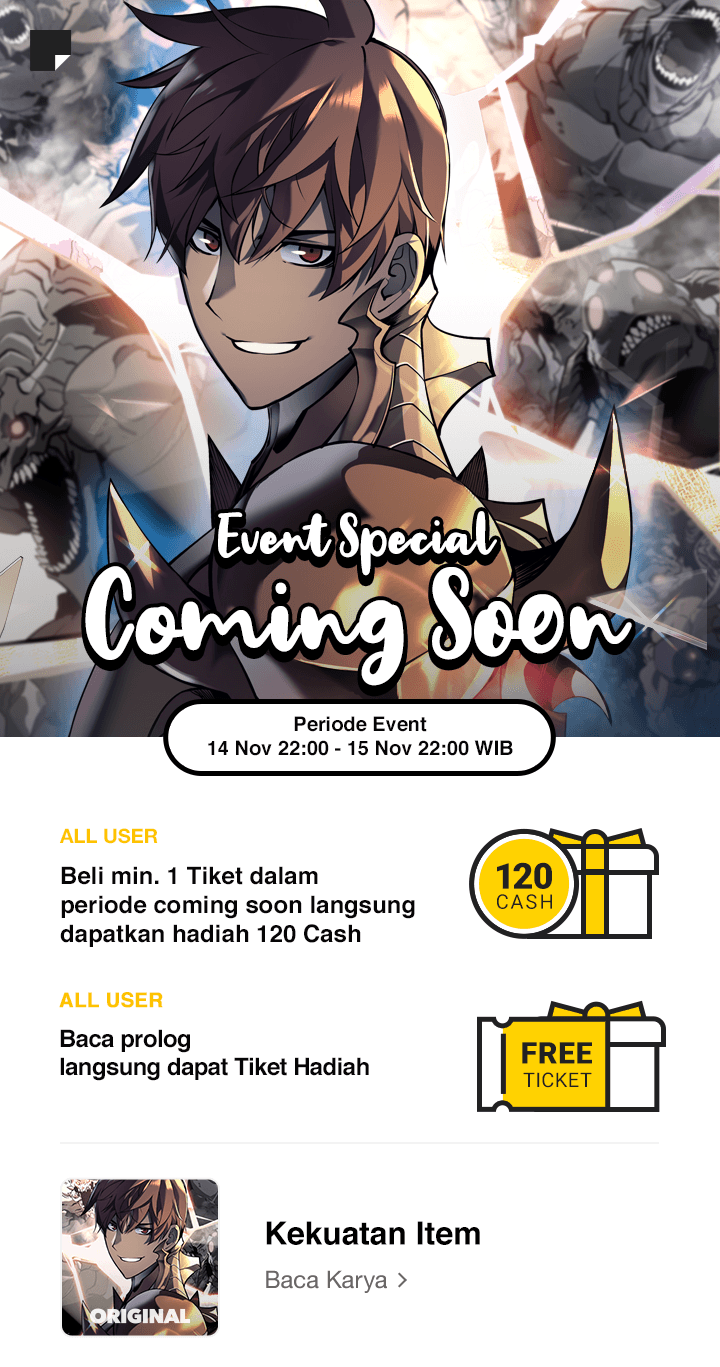 Event Special
Coming Soon
Periode Event
14 Nov 22:00 - 15 Nov 22:00 WIB
ALL USER
Beli min. 1 Tiket dalam
periode coming soon langsung
dapatkan hadiah 120 Cash
120
CASH
ALL USER
Baca prolog
langsung dapat Tiket Hadiah
FREE
TICKET
ORIGINAL
Kekuatan Item
Baca Karya >